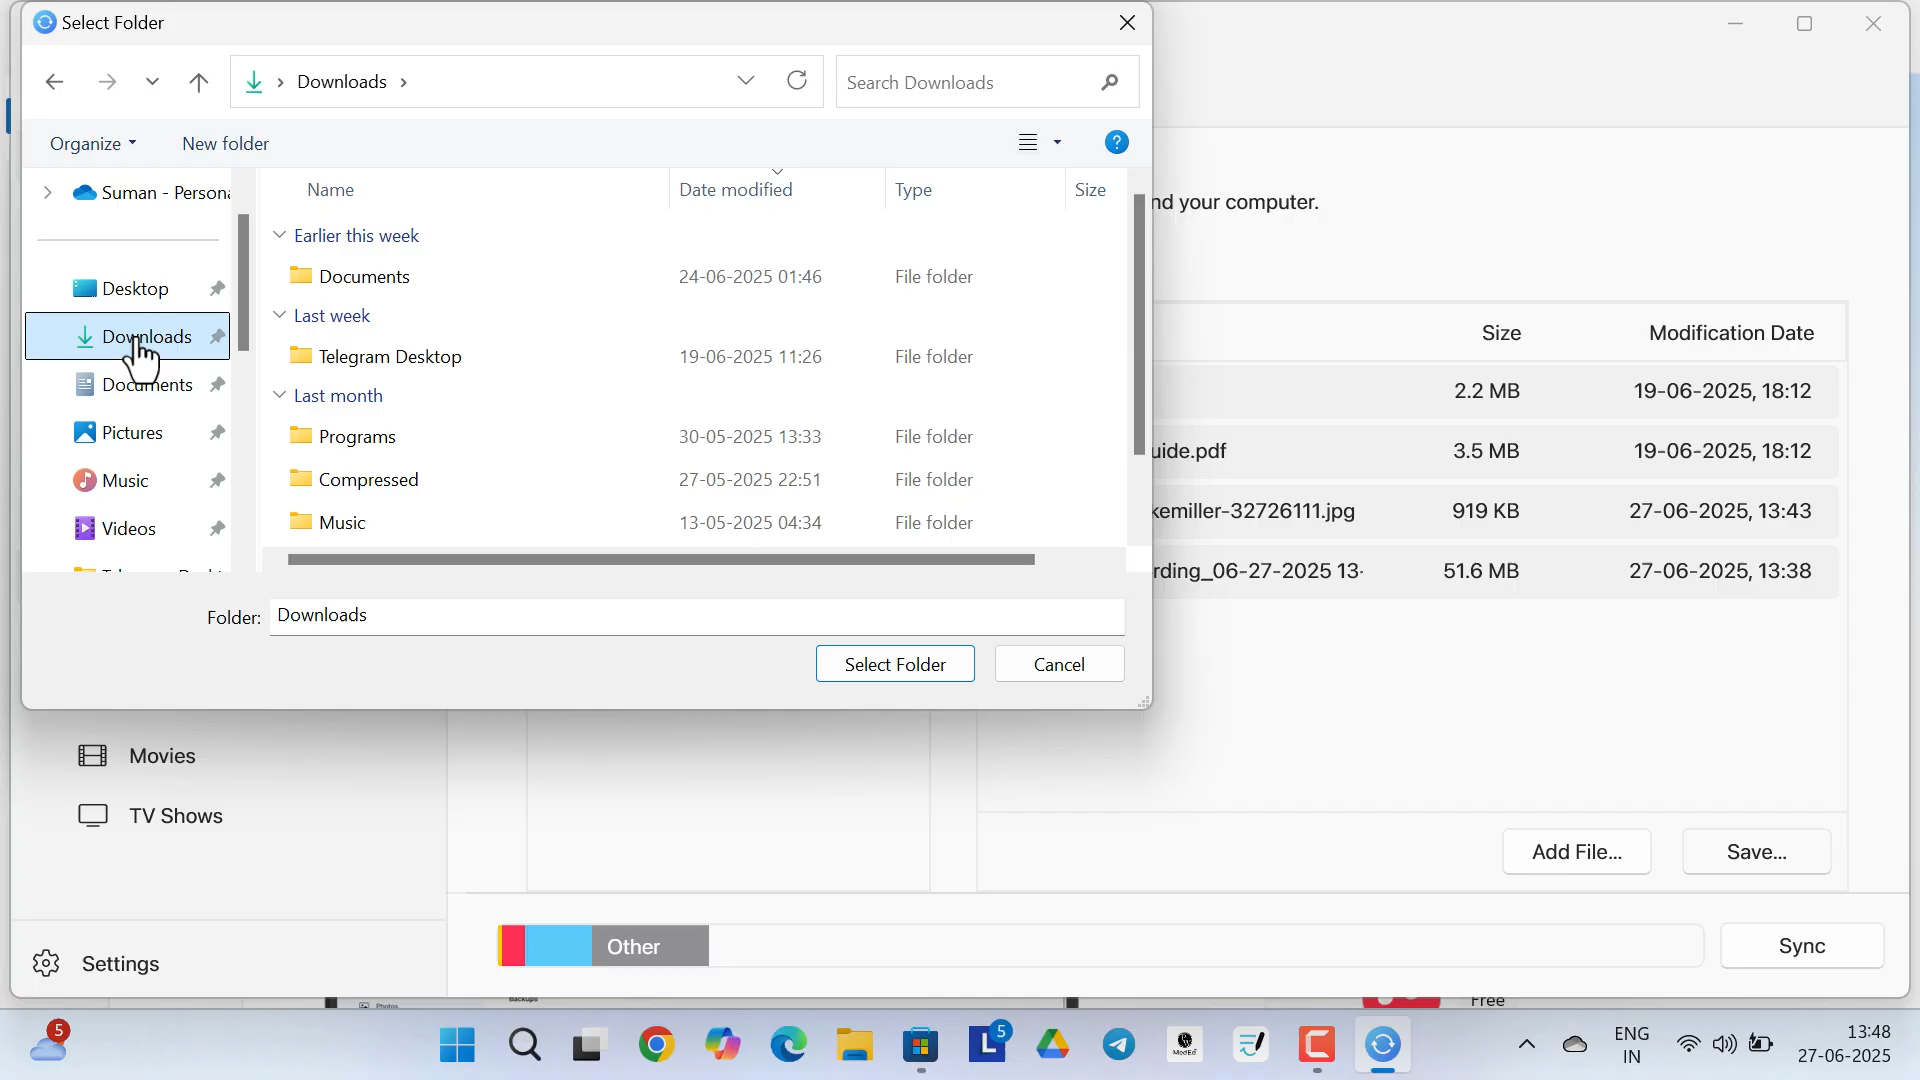 Select Folder
Downloads
Search Downloads
Organize
New folder
Suman - Persona
Desktop
Downloads
Documents
Pictures
Music
Videos
Name
Date modified
Type
Size
Earlier this week
Documents
24-06-2025 01:46
File folder
Last week
Telegram Desktop
19-06-2025 11:26
File folder
Last month
Programs
30-05-2025 13:33
File folder
Compressed
27-05-2025 22:51
File folder
Music
13-05-2025 04:34
File folder
Folder:
Downloads
Select Folder
Cancel
nd your computer.
Size
Modification Date
2.2 MB
19-06-2025, 18:12
uide.pdf
3.5 MB
19-06-2025, 18:12
kemiller-32726111.jpg
919 KB
27-06-2025, 13:43
rding_06-27-2025 13-
51.6 MB
27-06-2025, 13:38
Movies
TV Shows
Add File...
Save...
Settings
Other
Sync
Photos
Backups
Free
5
5
L
ModEd
ENG
IN
13:48
27-06-2025